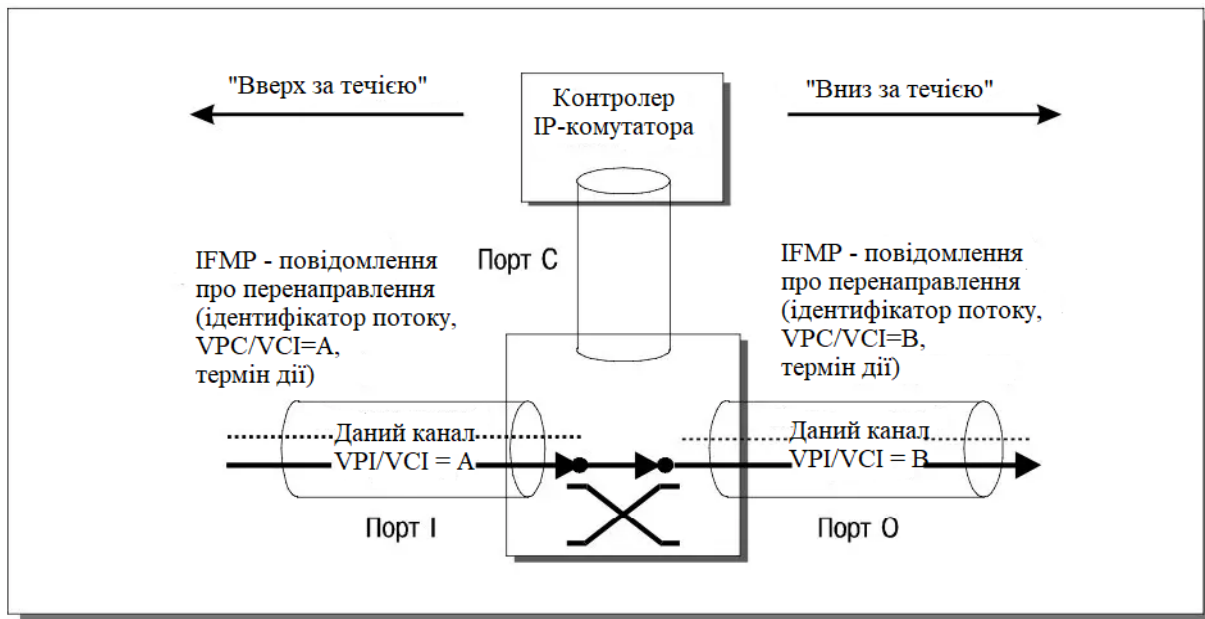 "Вверх за течією"
Контролер
ІР-комутатора
"Вниз за течією"
IFMP - повідомлення
про перенаправлення
(ідентифікатор потоку,
VPC/VCI=A,
термін дії)
Порт C
IFMP - повідомлення
про перенаправлення
(ідентифікатор потоку,
VPC/VCI=B,
термін дії)
Даний канал
VPI/VCI = A
Даний канал
VPI/VCI = B
Порт I
Порт O